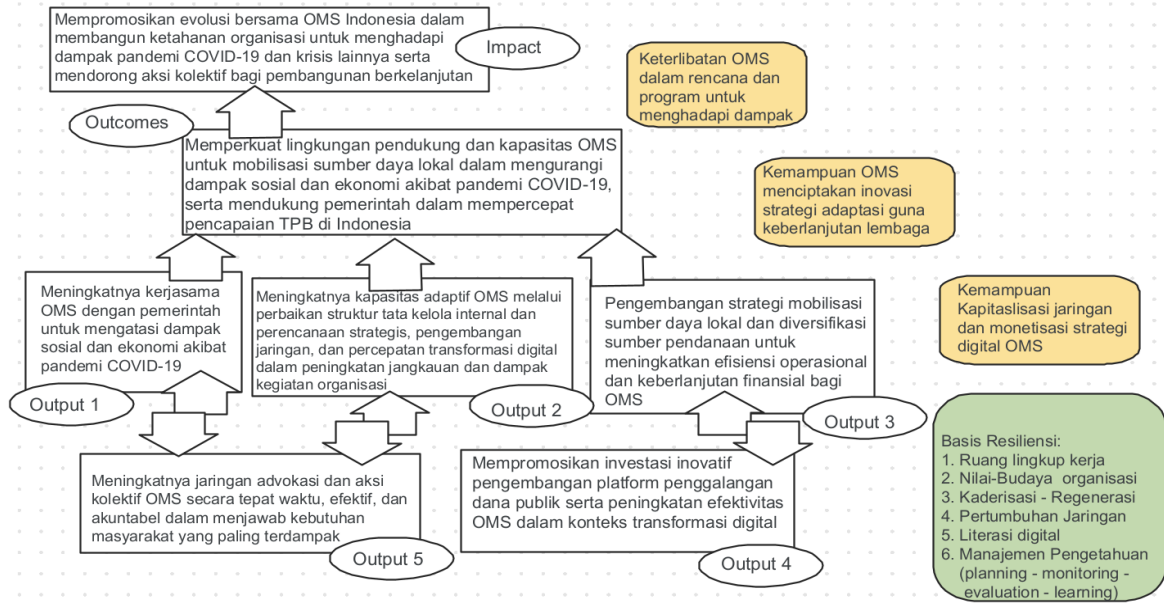 Mempromosikan evolusi bersama OMS Indonesia dalam
membangun ketahanan organisasi untuk menghadapi
dampak pandemi COVID-19 dan krisis lainnya serta
mendorong aksi kolektif bagi pembangunan berkelanjutan
Impact
Keterlibatan OMS
dalam rencana dan
program untuk
menghadapi dampak
Outcomes
Memperkuat lingkungan pendukung dan kapasitas OMS
untuk mobilisasi sumber daya lokal dalam mengurangi
dampak sosial dan ekonomi akibat pandemi COVID-19,
serta mendukung pemerintah dalam mempercepat
pencapaian TPB di Indonesia
Kemampuan OMS
menciptakan inovasi
strategi adaptasi guna
keberlanjutan lembaga
Meningkatnya kerjasama
OMS dengan pemerintah
untuk mengatasi dampak
sosial dan ekonomi akibat
pandemi COVID-19
Output 1
Meningkatnya kapasitas adaptif OMS melalui
perbaikan struktur tata kelola internal dan
perencanaan strategis, pengembangan
jaringan, dan percepatan transformasi digital
dalam peningkatan jangkauan dan dampak
kegiatan organisasi
Output 2
Pengembangan strategi mobilisasi
sumber daya lokal dan diversifikasi
sumber pendanaan untuk
meningkatkan efisiensi operasional
dan keberlanjutan finansial bagi
OMS
Output 3
Kemampuan
Kapitaslisasi jaringan
dan monetisasi strategi
digital OMS
Meningkatnya jaringan advokasi dan aksi
kolektif OMS secara tepat waktu, efektif, dan
akuntabel dalam menjawab kebutuhan
masyarakat yang paling terdampak
Output 5
Mempromosikan investasi inovatif
pengembangan platform penggalangan
dana publik serta peningkatan efektivitas
OMS dalam konteks transformasi digital
Output 4
Basis Resiliensi:
1. Ruang lingkup kerja
2. Nilai-Budaya organisasi
3. Kaderisasi - Regenerasi
4. Pertumbuhan Jaringan
5. Literasi digital
6. Manajemen Pengetahuan
(planning - monitoring -
evaluation - learning)